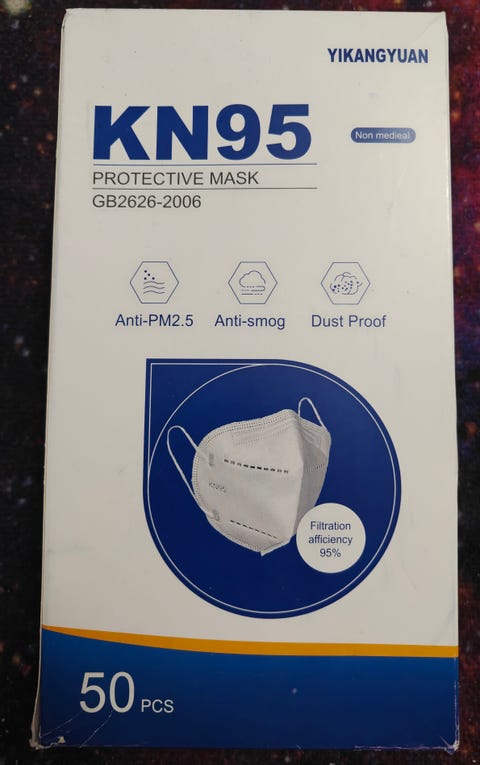 YIKANGYUAN
KN95
Non medieal
PROTECTIVE MASK
GB2626-2006
Anti-PM2.5 Anti-smog Dust Proof
KN95
Filtration
afficiency
95%
50 PCS